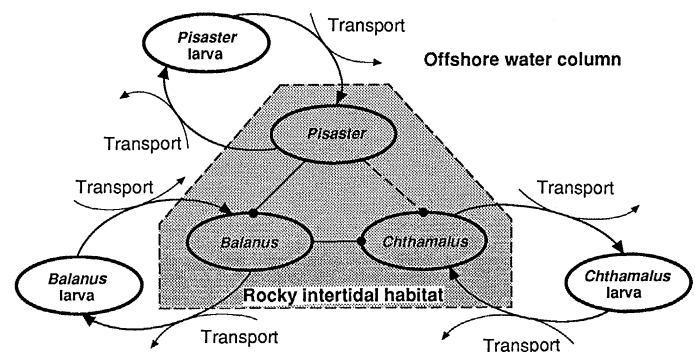 Pisaster
larva
Transport
Offshore water column
Transport
Pisaster
Transport
Transport
Balanus
Chthamalus
Balanus
larva
Chthamalus
larva
Rocky intertidal habitat
Transport
Transport